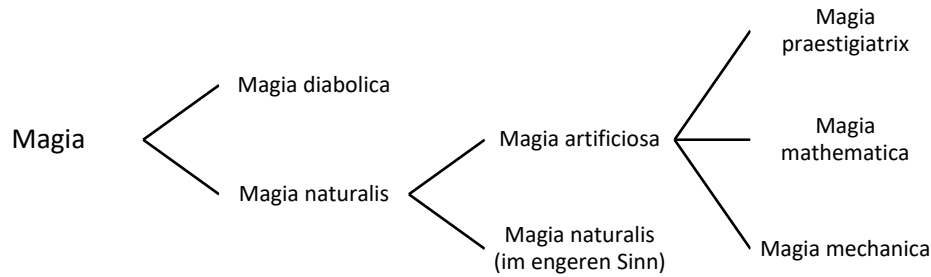 Magia
Magia diabolica
Magia naturalis
Magia artificiosa
Magia naturalis
(im engeren Sinn)
Magia
praestigiatrix
Magia
mathematica
Magia mechanica